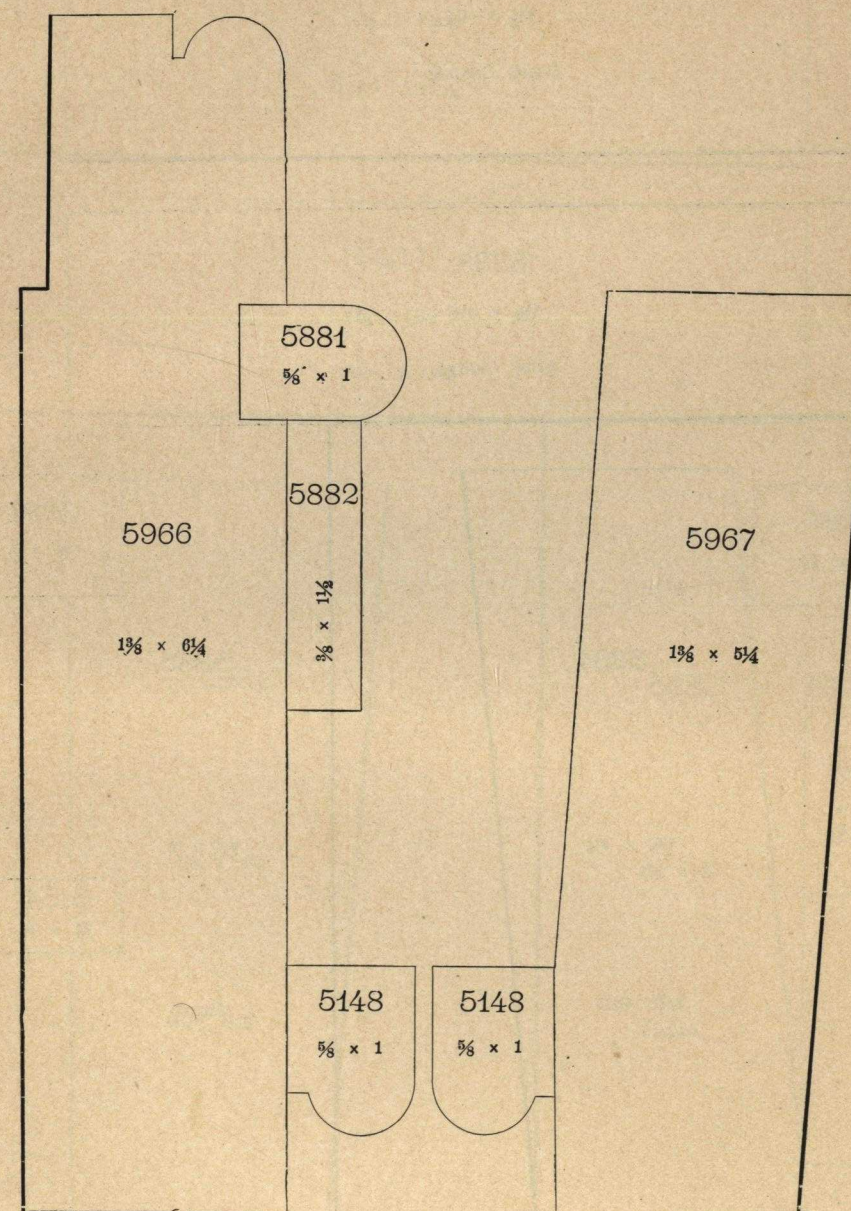 5881
⅝ × 1
5882
⅜ × 1½
5966
1⅜ × 6¼
5967
1⅜ × 5¼
5148
⅝ × 1
5148
⅝ × 1